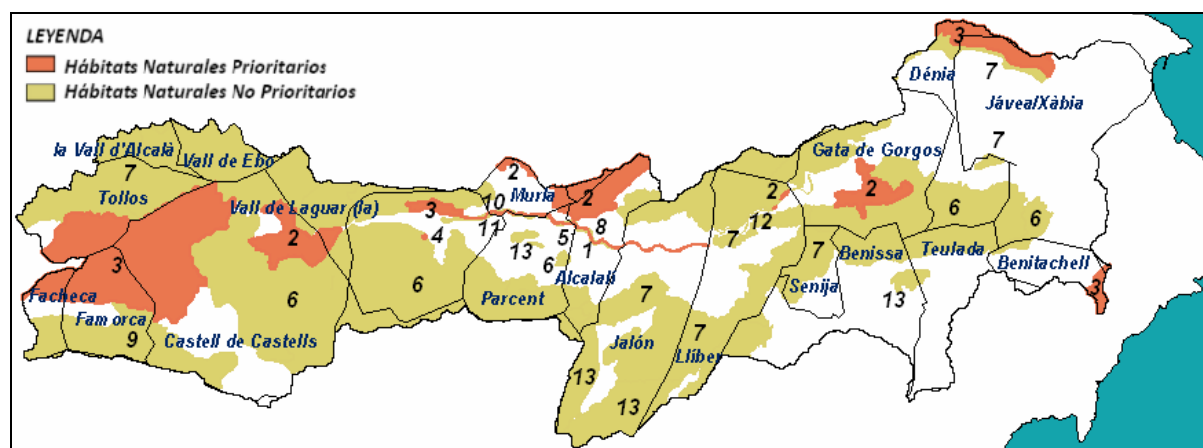 LEYENDA
Hábitats Naturales Prioritarios
Hábitats Naturales No Prioritarios
3
1
Dénia
7
Jávea/Xàbia
la Vall d'Alcalà
Vall de Ebo
7
Gata de Gorgos
7
Tollos
2
Muria
2
2
2
Vall de Laguar (la)
3
10
2
4
11
13
5
8
1
12
7
6
6
3
6
Alcalalí
7
Benissa
Teulada
Benitachell
Facheca
6
6
Parcent
7
Senija
13
3
Famorca
9
Castell de Castells
Jalón
7
Llíber
13
13